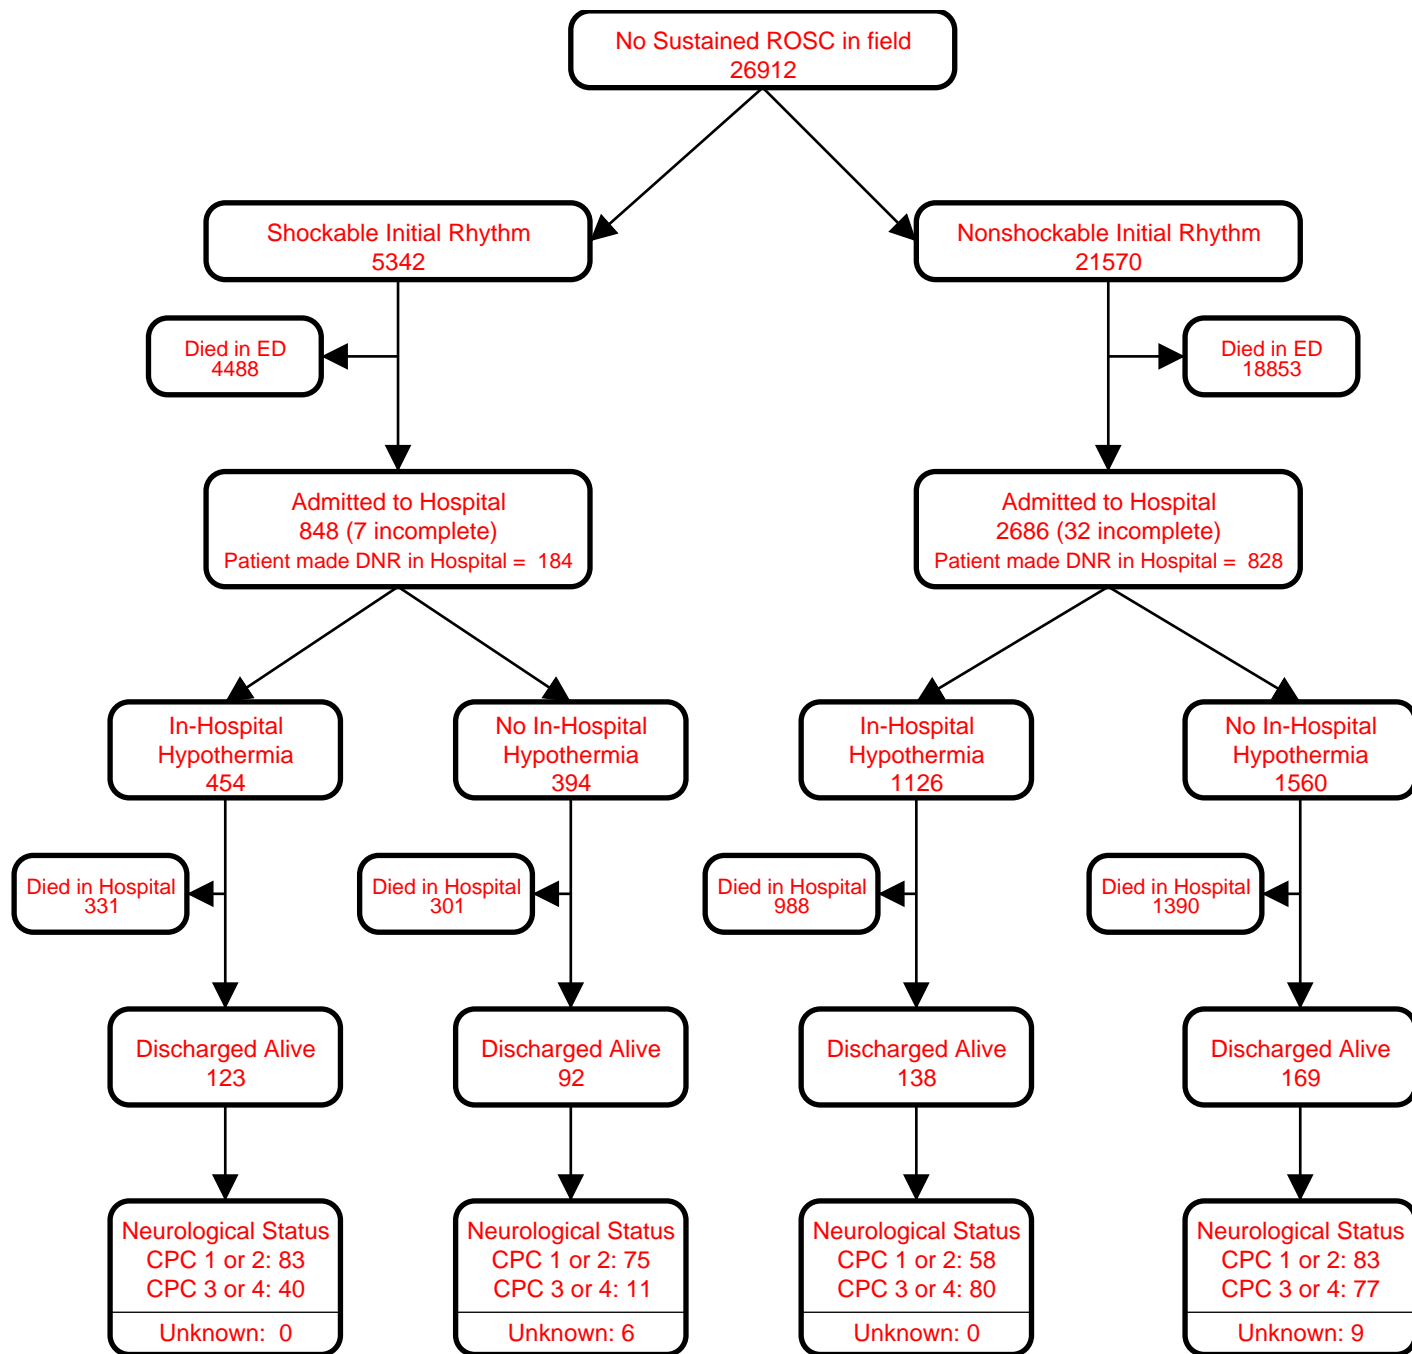 No Sustained ROSC in field
26912
Shockable Initial Rhythm
5342
Nonshockable Initial Rhythm
21570
Died in ED
4488
Died in ED
18853
Admitted to Hospital
848 (7 incomplete)
Patient made DNR in Hospital =  184
Admitted to Hospital
2686 (32 incomplete)
Patient made DNR in Hospital =  828
In-Hospital
Hypothermia
454
No In-Hospital
Hypothermia
394
In-Hospital
Hypothermia
1126
No In-Hospital
Hypothermia
1560
Died in Hospital
331
Died in Hospital
301
Died in Hospital
988
Died in Hospital
1390
Discharged Alive
123
Discharged Alive
92
Discharged Alive
138
Discharged Alive
169
Neurological Status
CPC 1 or 2: 83
CPC 3 or 4: 40
Unknown:  0
Neurological Status
CPC 1 or 2: 75
CPC 3 or 4: 11
Unknown: 6
Neurological Status
CPC 1 or 2: 58
CPC 3 or 4: 80
Unknown: 0
Neurological Status
CPC 1 or 2: 83
CPC 3 or 4: 77
Unknown: 9